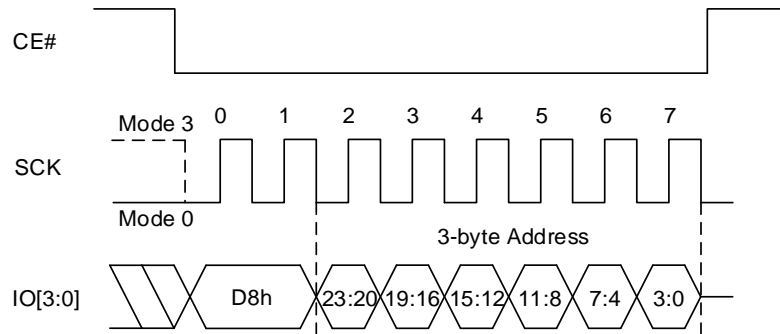 CE#
0 1 2 3 4 5 6 7
Mode 3
SCK
Mode 0
3-byte Address
IO[3:0] D8h 23:20 19:16 15:12 11:8 7:4 3:0